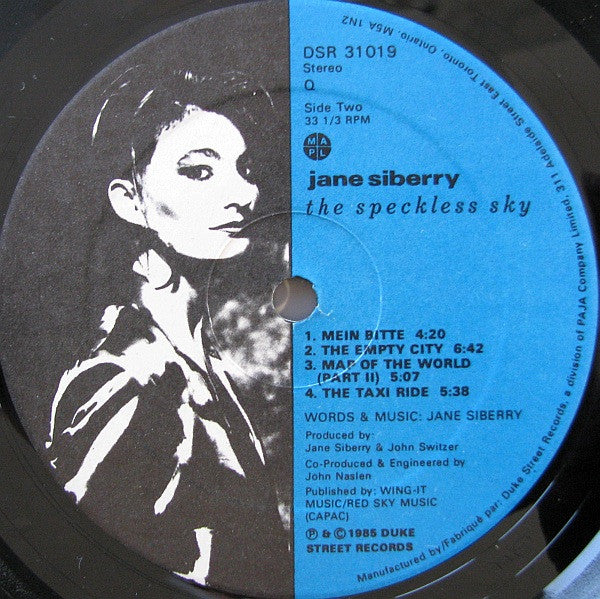 DSR 31019
Stereo
Q
Side Two
33 1/3 RPM
M A
P L
jane siberry
the speckless sky
1. MEIN BITTE 4:20
2. THE EMPTY CITY 6:42
3. MAP OF THE WORLD
(PART II) 5:07
4. THE TAXI RIDE 5:38
WORDS & MUSIC: JANE SIBERRY
Produced by:
Jane Siberry & John Switzer
Co-Produced & Engineered by
John Naslen
Published by: WING-IT
MUSIC/RED SKY MUSIC
(CAPAC)
Ⓟ & © 1985 DUKE
STREET RECORDS
Manufactured by/Fabriqué par: Duke Street Records, a division of PAJA Company Limited, 311 Adelaide Street East Toronto, Ontario, M5A 1N2